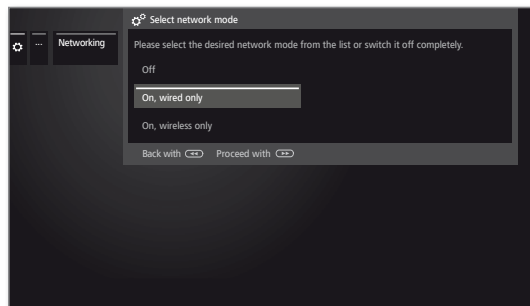 Select network mode
... Networking
Please select the desired network mode from the list or switch it off completely.
Off
On, wired only
On, wireless only
Back with Proceed with